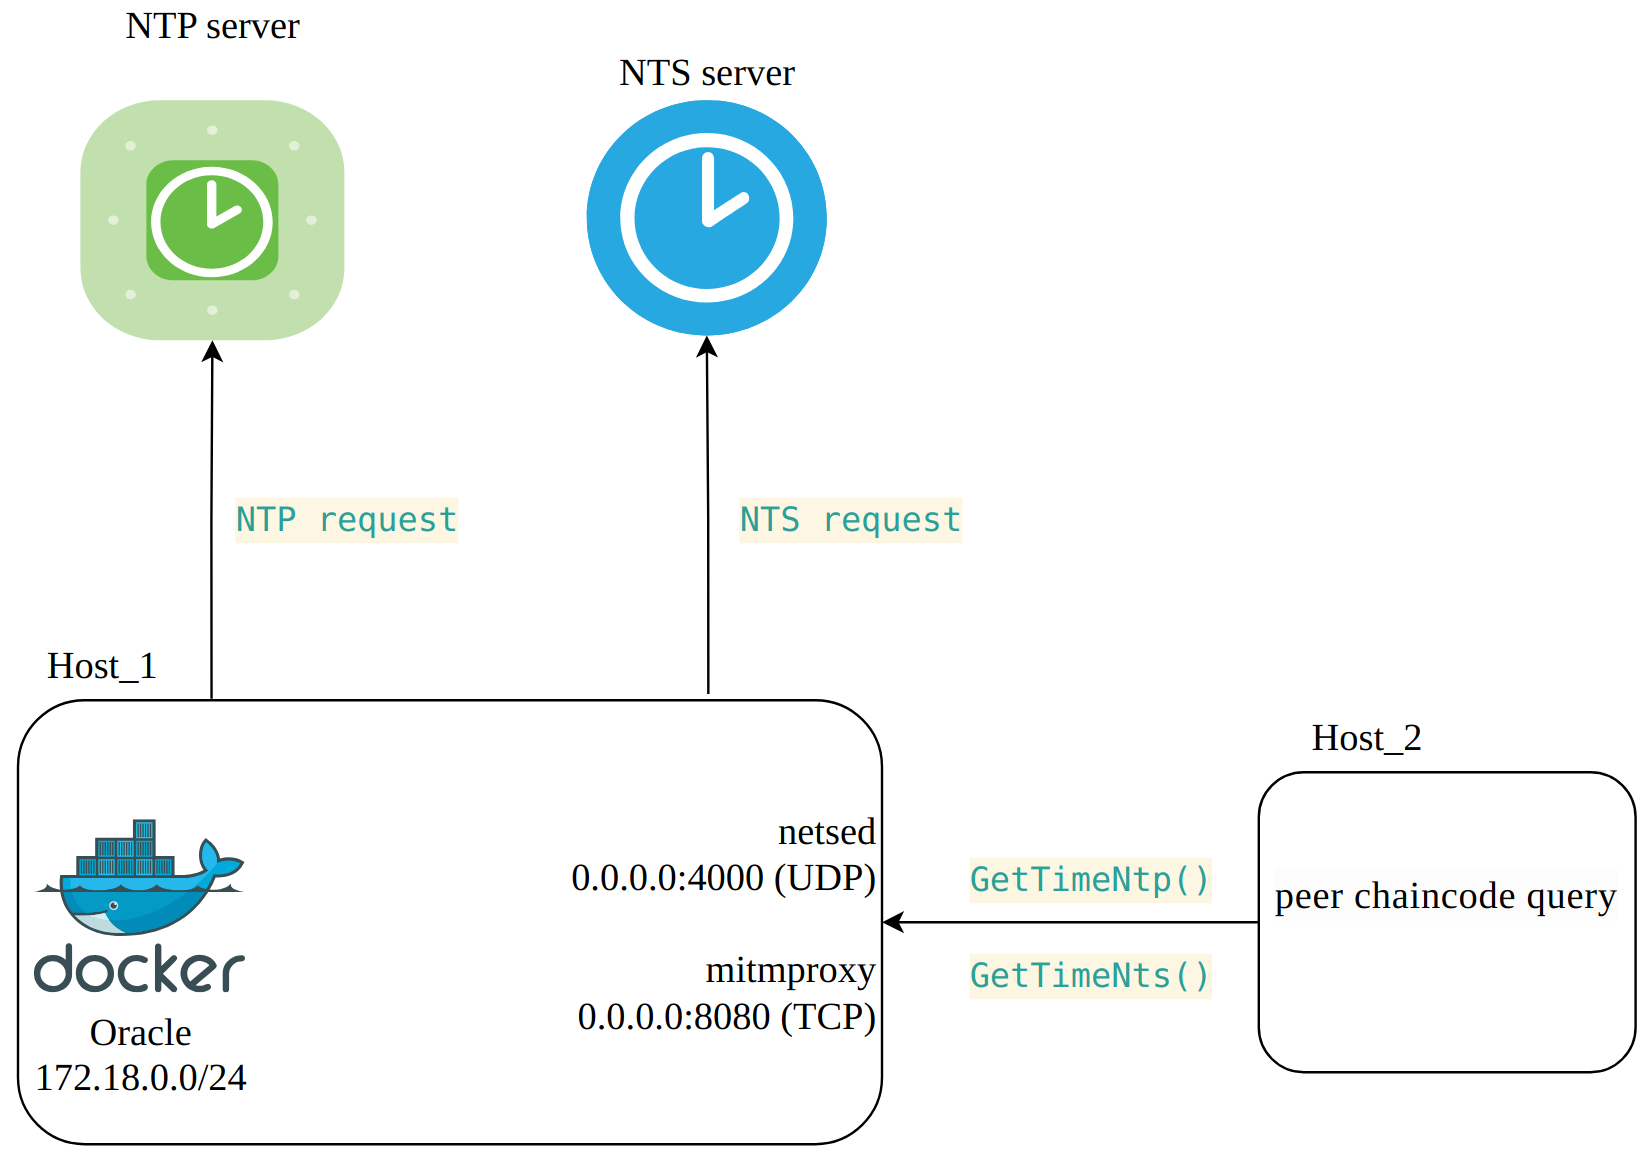 NTP server
NTS server
NTP request
NTS request
Host_1
Host_2
netsed
0.0.0.0:4000 (UDP)
mitmproxy
0.0.0.0:8080 (TCP)
docker
Oracle
172.18.0.0/24
GetTimeNtp()
GetTimeNts()
peer chaincode query